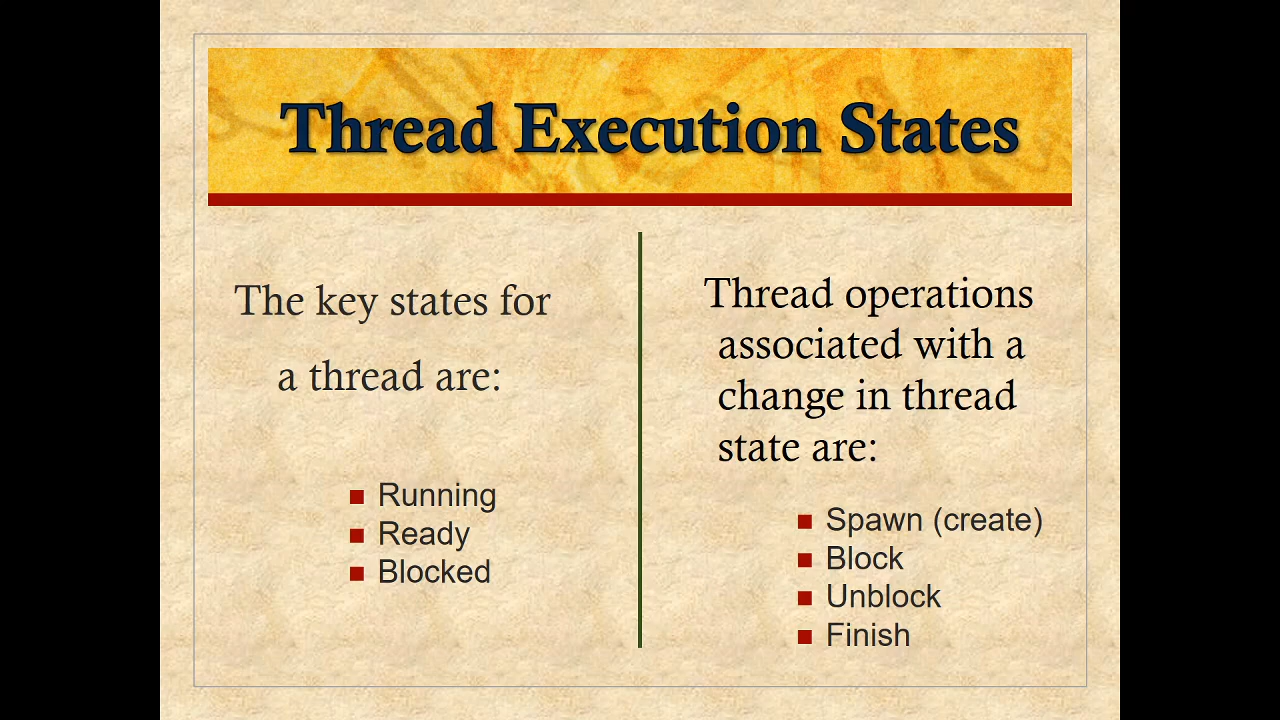 Thread Execution States
The key states for
a thread are:
Running
Ready
Blocked
Thread operations
associated with a
change in thread
state are:
Spawn (create)
Block
Unblock
Finish